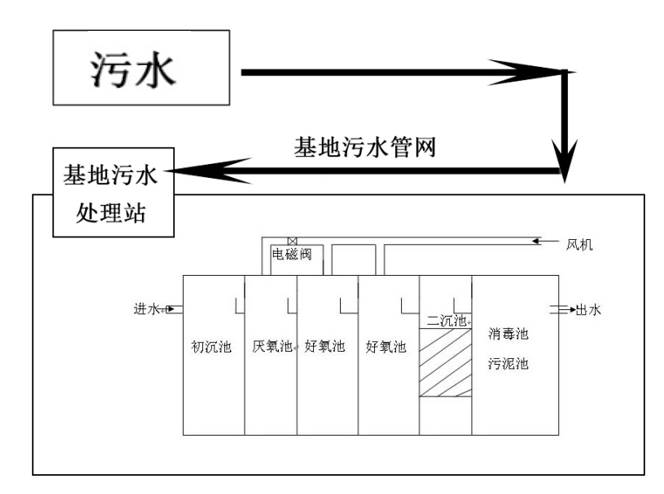 污水
基地污水管网
基地污水
处理站
电磁阀
风机
进水
出水
初沉池
厌氧池
好氧池
好氧池
二沉池
消毒池
污泥池